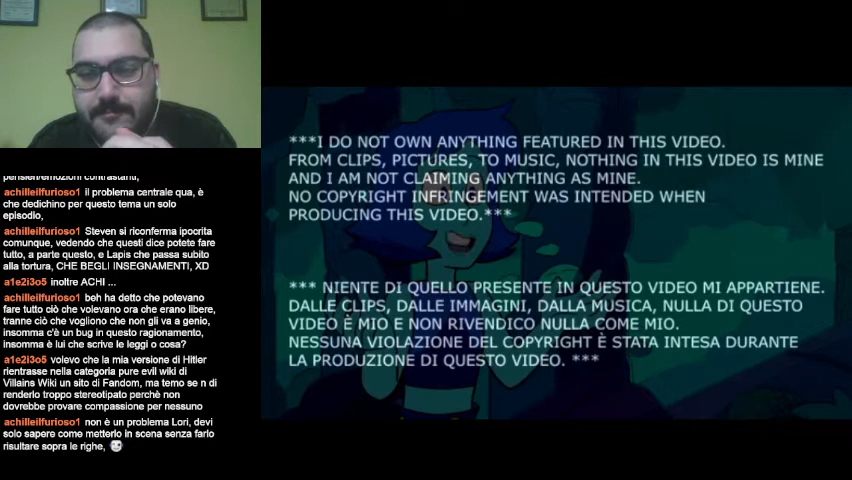 pensieri/emozioni contrastanti,
achilleilfurioso1 il problema centrale qua, è
che dedichino per questo tema un solo
episodio,
achilleilfurioso1 Steven si riconferma ipocrita
comunque, vedendo che questi dice potete fare
tutto, a parte questo, e Lapis che passa subito
alla tortura, CHE BEGLI INSEGNAMENTI, XD
a1e2i3o5 inoltre ACHI ...
achilleilfurioso1 beh ha detto che potevano
fare tutto ciò che volevano ora che erano libere,
tranne ciò che vogliono che non gli va a genio,
insomma c'è un bug in questo ragionamento,
insomma è lui che scrive le leggi o cosa?
a1e2i3o5 volevo che la mia versione di Hitler
rientrasse nella categoria pure evil wiki di
Villains Wiki un sito di Fandom, ma temo se n di
renderlo troppo stereotipato perchè non
dovrebbe provare compassione per nessuno
achilleilfurioso1 non è un problema Lori, devi
solo sapere come metterlo in scena senza farlo
risultare sopra le righe,
***I DO NOT OWN ANYTHING FEATURED IN THIS VIDEO.
FROM CLIPS, PICTURES, TO MUSIC, NOTHING IN THIS VIDEO IS MINE
AND I AM NOT CLAIMING ANYTHING AS MINE.
NO COPYRIGHT INFRINGEMENT WAS INTENDED WHEN
PRODUCING THIS VIDEO.***
*** NIENTE DI QUELLO PRESENTE IN QUESTO VIDEO MI APPARTIENE.
DALLE CLIPS, DALLE IMMAGINI, DALLA MUSICA, NULLA DI QUESTO
VIDEO È MIO E NON RIVENDICO NULLA COME MIO.
NESSUNA VIOLAZIONE DEL COPYRIGHT È STATA INTESA DURANTE
LA PRODUZIONE DI QUESTO VIDEO. ***